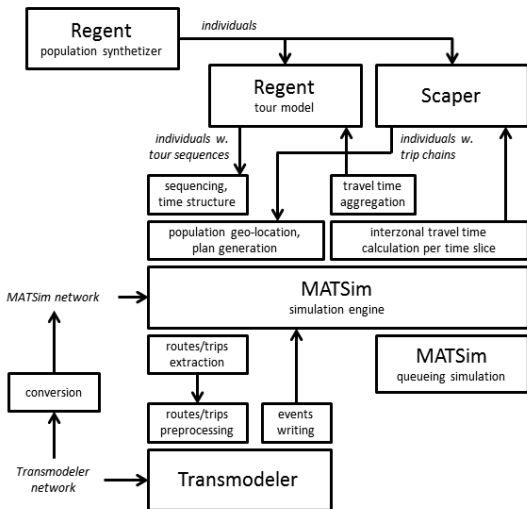 Regent
population synthetizer
individuals
Regent
tour model
Scaper
individuals w.
tour sequences
individuals w.
trip chains
sequencing,
time structure
travel time
aggregation
population geo-location,
plan generation
interzonal travel time
calculation per time slice
MATSim network
MATSim
simulation engine
routes/trips
extraction
MATSim
queueing simulation
conversion
routes/trips
preprocessing
events
writing
Transmodeler
network
Transmodeler